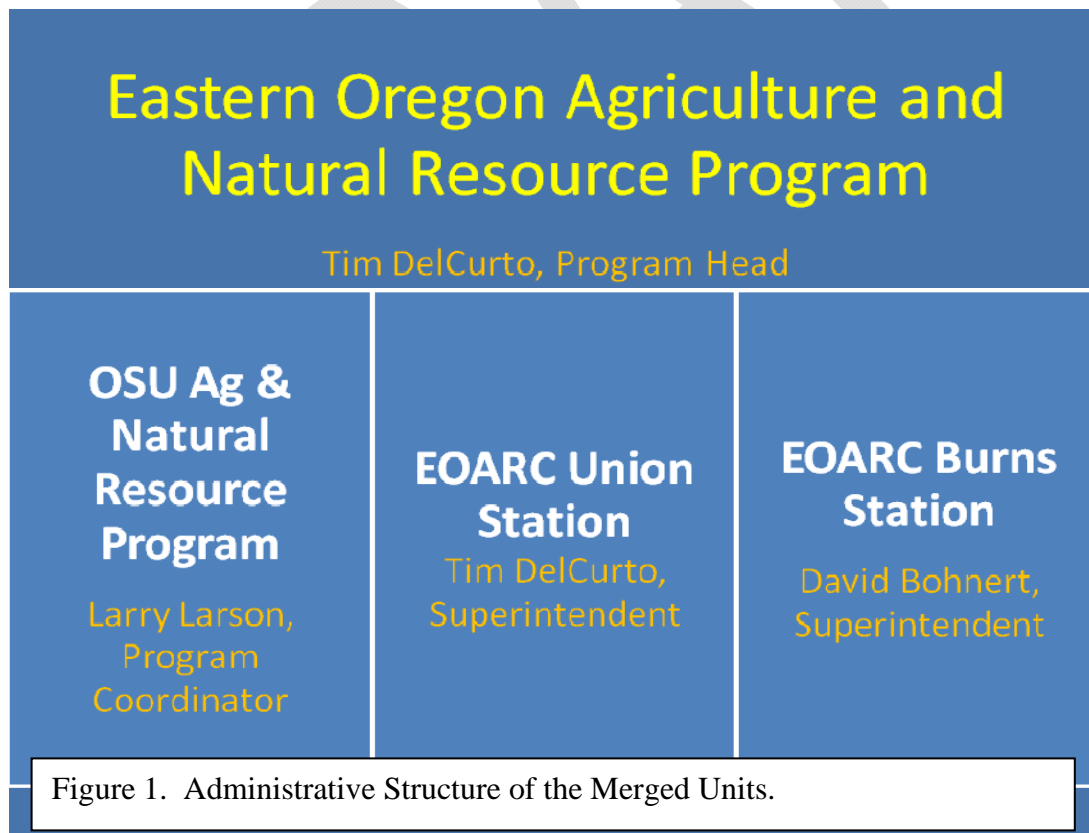 Eastern Oregon Agriculture and
Natural Resource Program
Tim DelCurto, Program Head
OSU Ag &
Natural
Resource
Program
Larry Larson,
Program
Coordinator
EOARC Union
Station
Tim DelCurto,
Superintendent
EOARC Burns
Station
David Bohnert,
Superintendent
Figure 1.  Administrative Structure of the Merged Units.